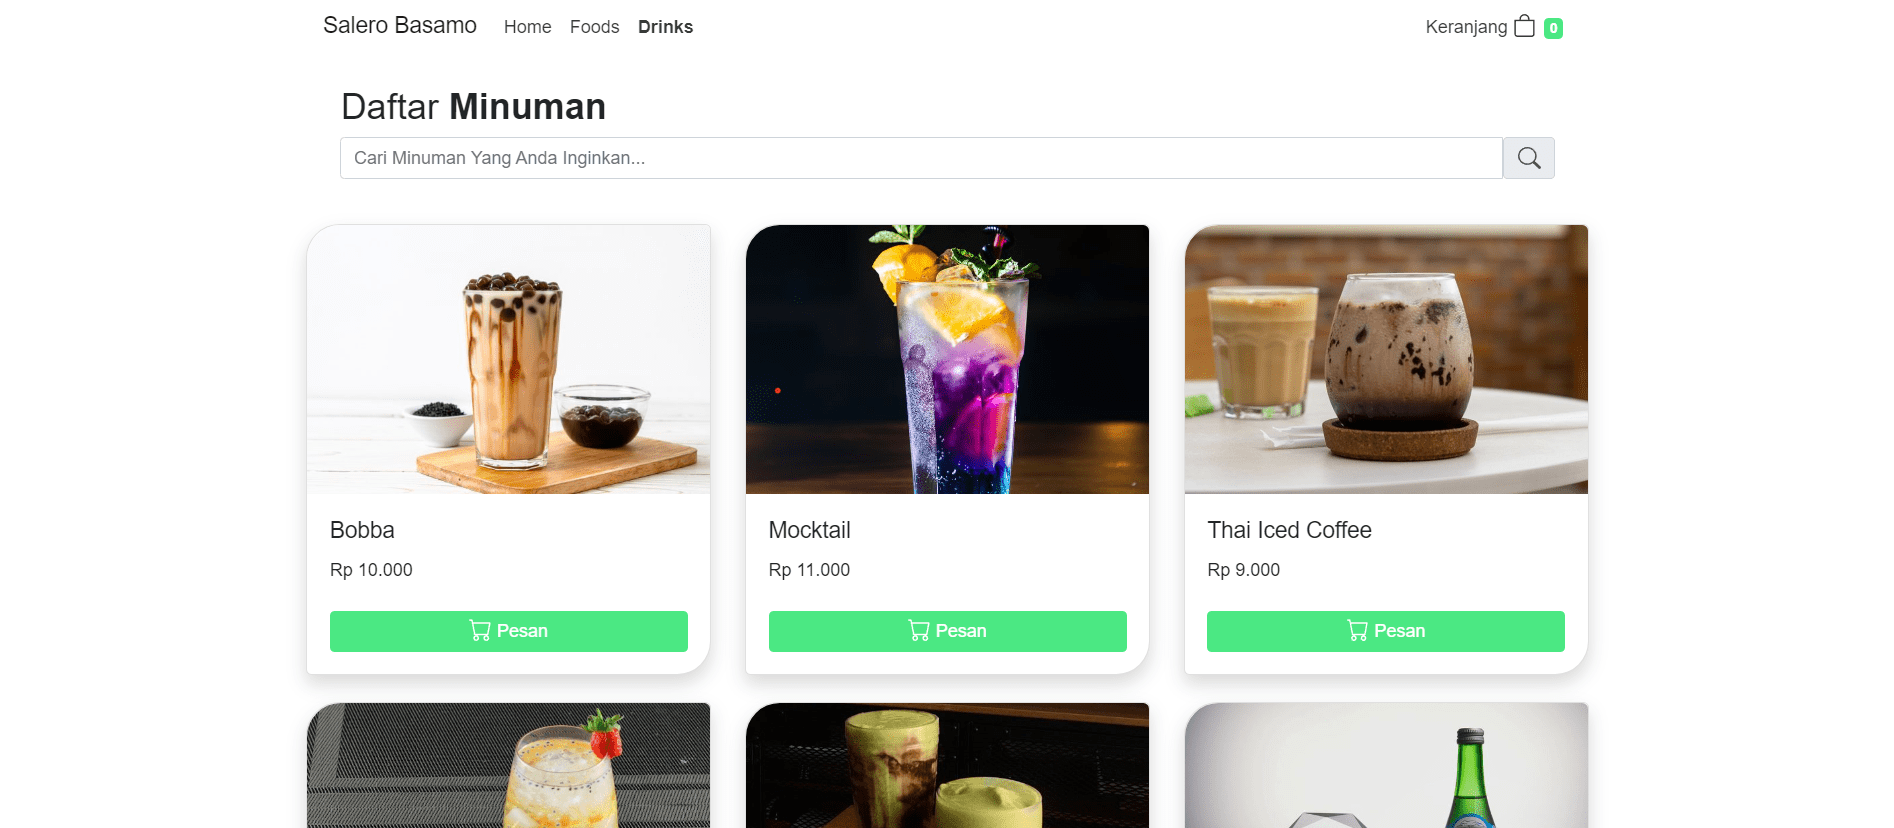 Salero Basamo Home Foods Drinks Keranjang 0
Daftar Minuman
Cari Minuman Yang Anda Inginkan...
Bobba
Rp 10.000
Pesan
Mocktail
Rp 11.000
Pesan
Thai Iced Coffee
Rp 9.000
Pesan